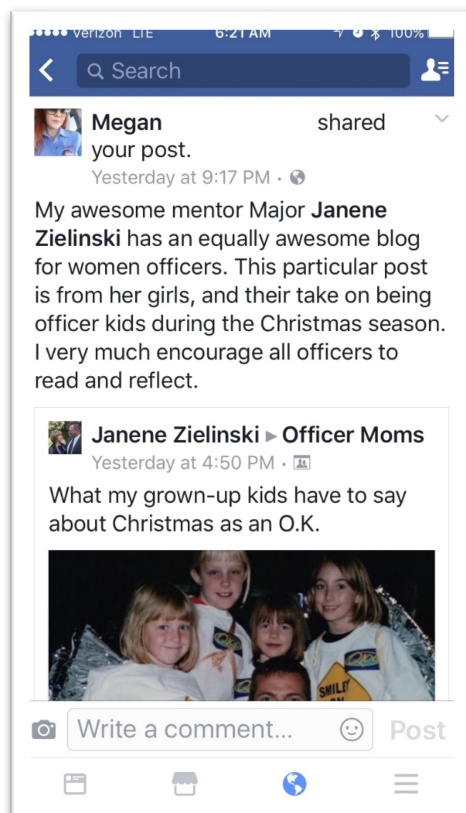 Verizon LTE 6:21 AM 100%
Search
Megan shared
your post.
Yesterday at 9:17 PM ·
My awesome mentor Major Janene
Zielinski has an equally awesome blog
for women officers. This particular post
is from her girls, and their take on being
officer kids during the Christmas season.
I very much encourage all officers to
read and reflect.
Janene Zielinski ▸ Officer Moms
Yesterday at 4:50 PM ·
What my grown-up kids have to say
about Christmas as an O.K.
SMILE
Write a comment... Post